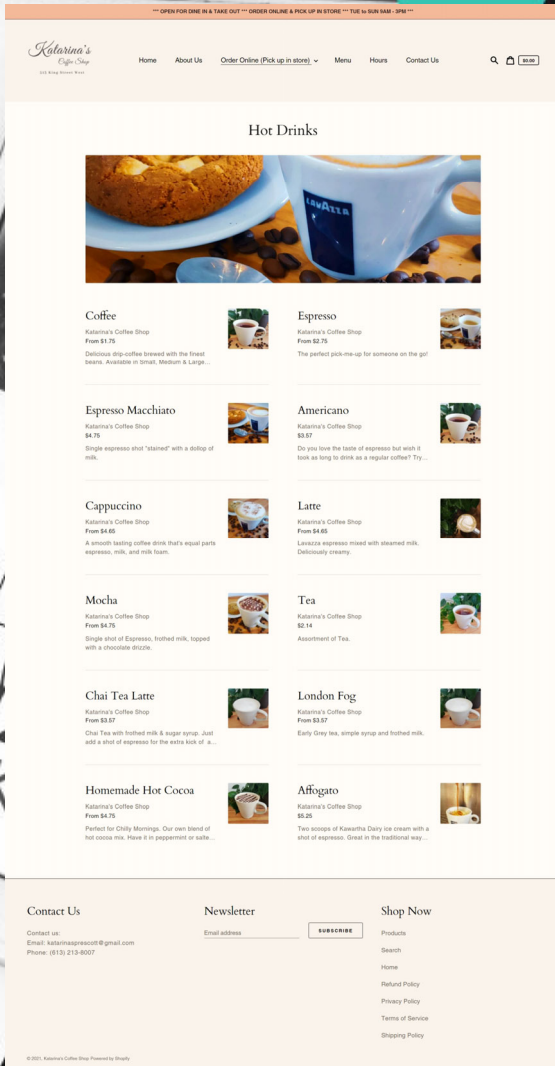 *** OPEN FOR DINE IN & TAKE OUT *** ORDER ONLINE & PICK UP IN STORE *** TUE to SUN 9AM - 3PM ***
Katarina's
Coffee Shop
Home
About Us
Order Online (Pick up in store)
Menu
Hours
Contact Us
$0.00
Hot Drinks
LAVAZZA
Coffee
Katarina's Coffee Shop
From $1.75
Delicious drip-coffee brewed with the finest
beans. Available in Small, Medium & Large...
Espresso
Katarina's Coffee Shop
From $2.75
The perfect pick-me-up for someone on the go!
Espresso Macchiato
Katarina's Coffee Shop
$4.75
Single espresso shot "stained" with a dollop of
milk.
Americano
Katarina's Coffee Shop
$3.57
Do you love the taste of espresso but wish it
took as long to drink as a regular coffee? Try...
Cappuccino
Katarina's Coffee Shop
From $4.65
A smooth tasting coffee drink that's equal parts
espresso, milk, and milk foam.
Latte
Katarina's Coffee Shop
From $4.65
Lavazza espresso mixed with steamed milk.
Deliciously creamy.
Mocha
Katarina's Coffee Shop
From $4.75
Single shot of Espresso, frothed milk, topped
with a chocolate drizzle.
Tea
Katarina's Coffee Shop
$2.14
Assortment of Tea.
Chai Tea Latte
Katarina's Coffee Shop
From $3.57
Chai Tea with frothed milk & sugar syrup. Just
add a shot of espresso for the extra kick of a...
London Fog
Katarina's Coffee Shop
From $3.57
Early Grey tea, simple syrup and frothed milk.
Homemade Hot Cocoa
Katarina's Coffee Shop
From $4.75
Perfect for Chilly Mornings. Our own blend of
hot cocoa mix. Have it in peppermint or salte...
Affogato
Katarina's Coffee Shop
$5.25
Two scoops of Kawartha Dairy ice cream with a
shot of espresso. Great in the traditional way...
Contact Us
Contact us:
Email: katarinasprescott@gmail.com
Phone: (613) 213-8007
Newsletter
Email address
SUBSCRIBE
Shop Now
Products
Search
Home
Refund Policy
Privacy Policy
Terms of Service
Shipping Policy
© 2021, Katarina's Coffee Shop Powered by Shopify